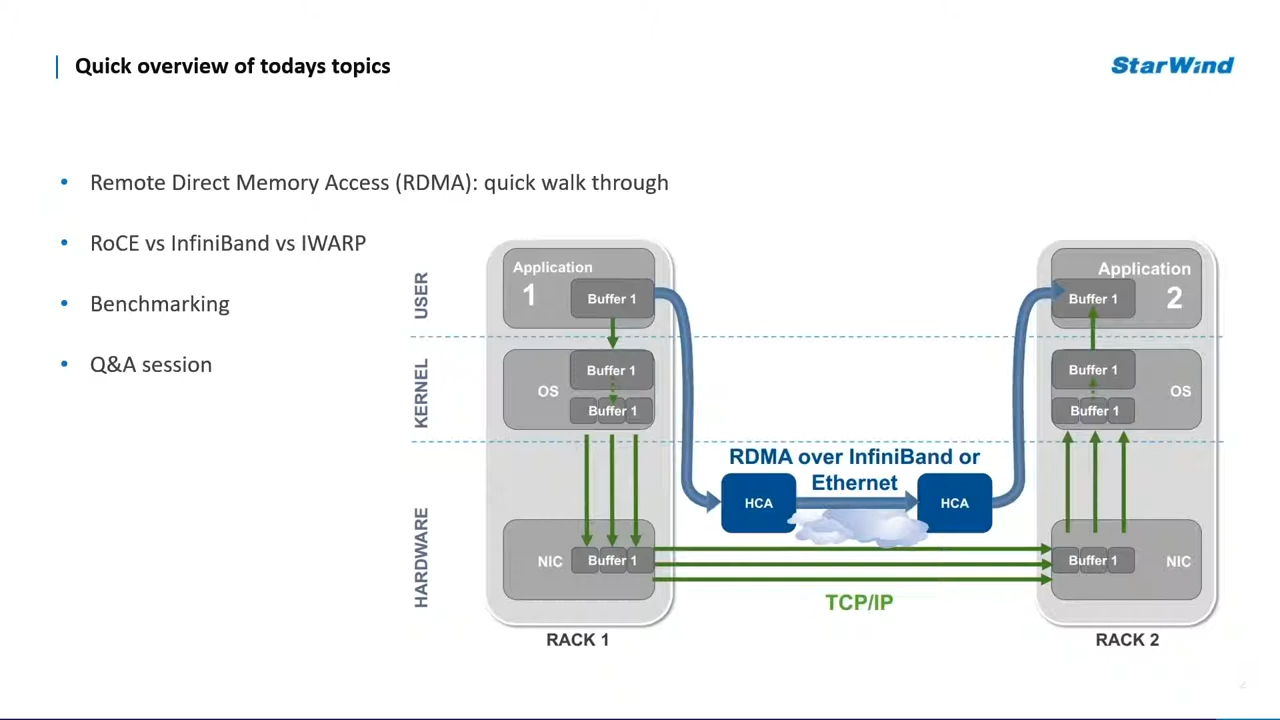 Quick overview of todays topics
StarWind
Remote Direct Memory Access (RDMA): quick walk through
RoCE vs InfiniBand vs IWARP
Benchmarking
Q&A session
USER
KERNEL
HARDWARE
Application
1
Buffer 1
Buffer 1
OS
Buffer 1
NIC
Buffer 1
RACK 1
RDMA over InfiniBand or
Ethernet
HCA
HCA
TCP/IP
Application
Buffer 1
2
Buffer 1
OS
Buffer 1
Buffer 1
NIC
RACK 2
2